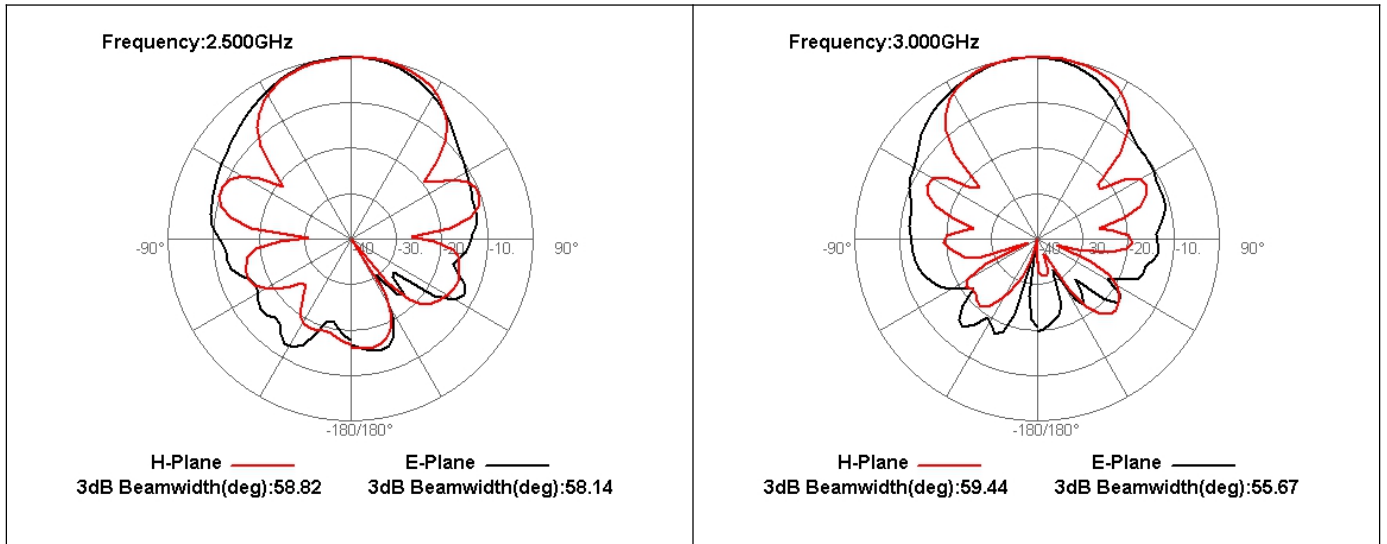 Frequency:2.500GHz
-90°
-40
-30.
-20.
-10.
90°
-180/180°
H-Plane
E-Plane
3dB Beamwidth(deg):58.82
3dB Beamwidth(deg):58.14
Frequency:3.000GHz
-90°
-40
-30.
-20.
-10.
90°
-180/180°
H-Plane
E-Plane
3dB Beamwidth(deg):59.44
3dB Beamwidth(deg):55.67